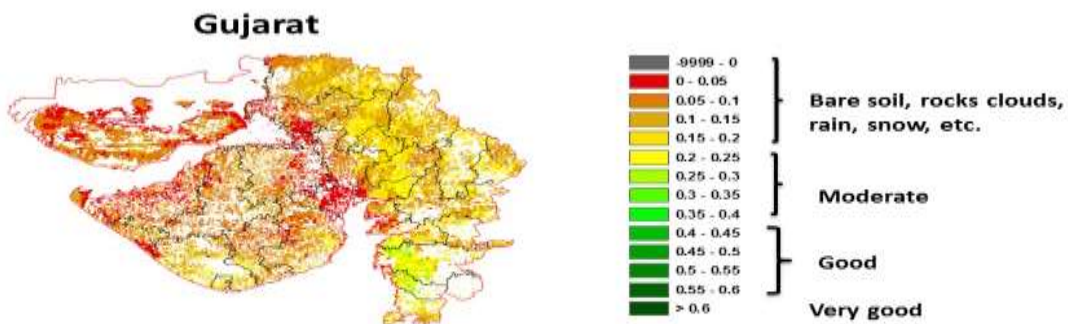 Gujarat
-9999 - 0
0 - 0.05
0.05 - 0.1
0.1 - 0.15
0.15 - 0.2
0.2 - 0.25
0.25 - 0.3
0.3 - 0.35
0.35 - 0.4
0.4 - 0.45
0.45 - 0.5
0.5 - 0.55
0.55 - 0.6
> 0.6
Bare soil, rocks clouds,
rain, snow, etc.
Moderate
Good
Very good